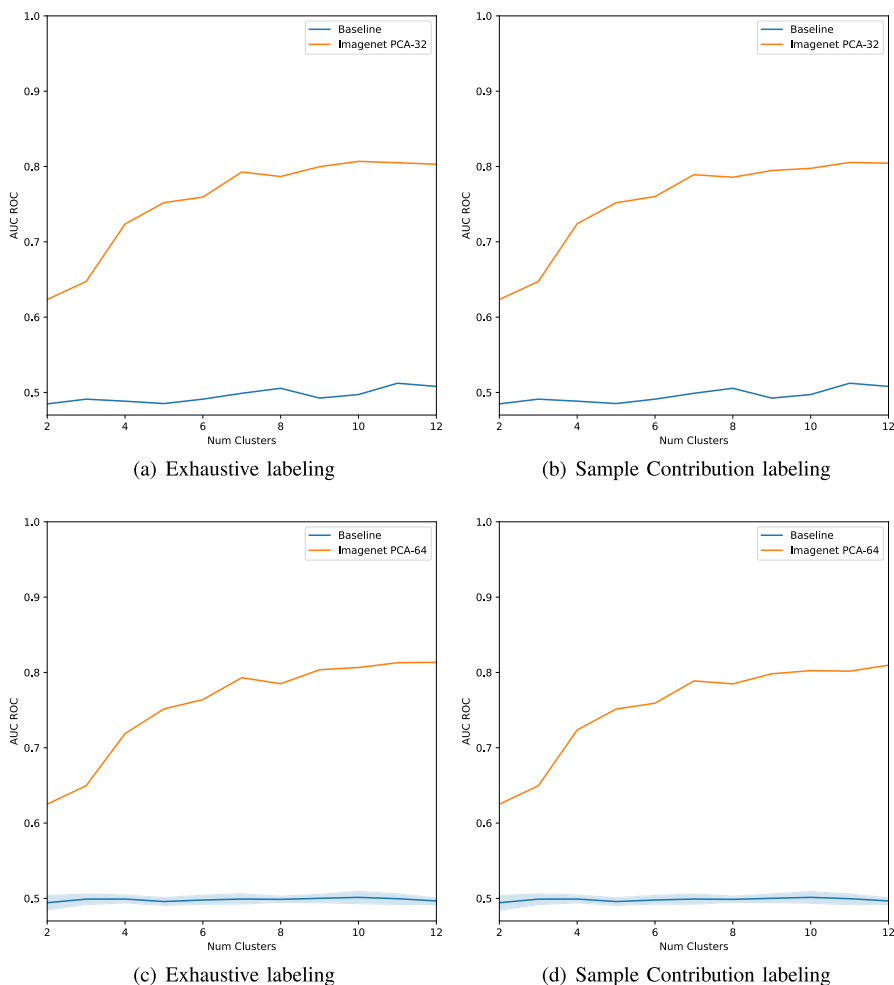 1.0
0.9
0.8
0.7
0.6
0.5
AUC ROC
Baseline
Imagenet PCA-32
2 4 6 8 10 12
Num Clusters
(a) Exhaustive labeling
1.0
0.9
0.8
0.7
0.6
0.5
AUC ROC
Baseline
Imagenet PCA-32
2 4 6 8 10 12
Num Clusters
(b) Sample Contribution labeling
1.0
0.9
0.8
0.7
0.6
0.5
AUC ROC
Baseline
Imagenet PCA-64
2 4 6 8 10 12
Num Clusters
(c) Exhaustive labeling
1.0
0.9
0.8
0.7
0.6
0.5
AUC ROC
Baseline
Imagenet PCA-64
2 4 6 8 10 12
Num Clusters
(d) Sample Contribution labeling